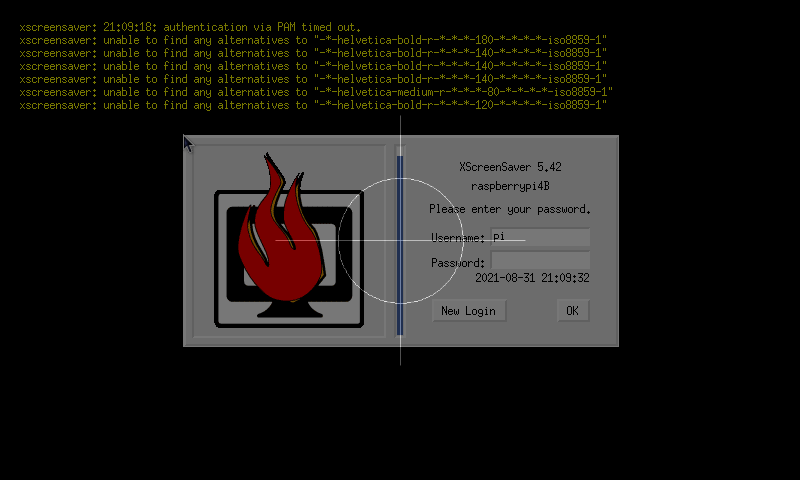 xscreensaver: 21:09:18: authentication via PAM timed out.
xscreensaver: unable to find any alternatives to "-*-helvetica-bold-r-*-*-*-180-*-*-*-*-iso8859-1"
xscreensaver: unable to find any alternatives to "-*-helvetica-bold-r-*-*-*-140-*-*-*-*-iso8859-1"
xscreensaver: unable to find any alternatives to "-*-helvetica-bold-r-*-*-*-140-*-*-*-*-iso8859-1"
xscreensaver: unable to find any alternatives to "-*-helvetica-bold-r-*-*-*-140-*-*-*-*-iso8859-1"
xscreensaver: unable to find any alternatives to "-*-helvetica-medium-r-*-*-*-80-*-*-*-*-iso8859-1"
xscreensaver: unable to find any alternatives to "-*-helvetica-bold-r-*-*-*-120-*-*-*-*-iso8859-1"
XScreenSaver 5.42
raspberrypi4B
Please enter your password.
Username: pi
Password:
2021-08-31 21:09:32
New Login OK